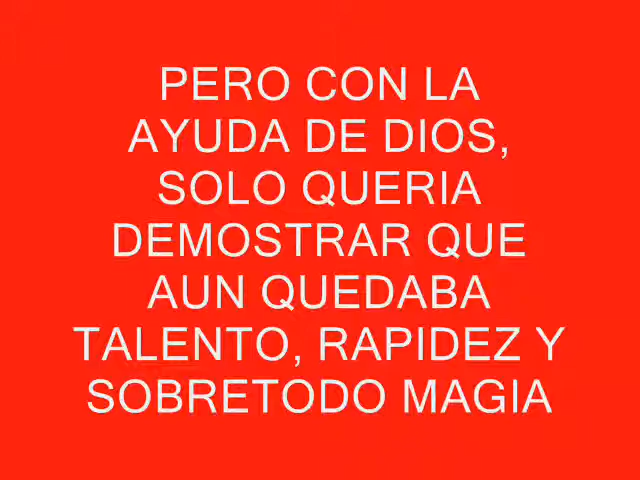 PERO CON LA
AYUDA DE DIOS,
SOLO QUERIA
DEMOSTRAR QUE
AUN QUEDABA
TALENTO, RAPIDEZ Y
SOBRETODO MAGIA